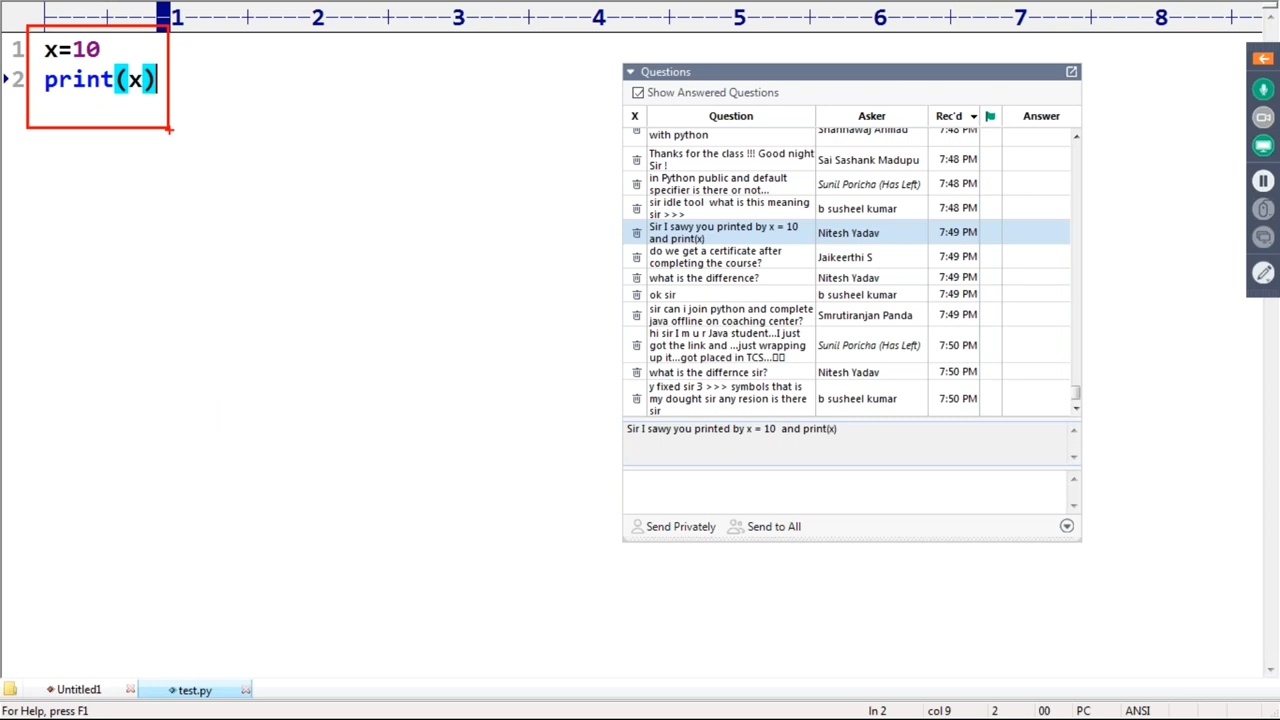 1 2 3 4 5 6 7 8
1 x=10
2 print(x)
Questions
Show Answered Questions
X Question Asker Rec'd Answer
with python Shahnawaj Ahmad 7:48 PM
Thanks for the class !!! Good night
Sir ! Sai Sashank Madupu 7:48 PM
in Python public and default
specifier is there or not... Sunil Poricha (Has Left) 7:48 PM
sir idle tool what is this meaning
sir >>> b susheel kumar 7:48 PM
Sir I sawy you printed by x = 10
and print(x) Nitesh Yadav 7:49 PM
do we get a certificate after
completing the course? Jaikeerthi S 7:49 PM
what is the difference? Nitesh Yadav 7:49 PM
ok sir b susheel kumar 7:49 PM
sir can i join python and complete
java offline on coaching center? Smrutiranjan Panda 7:49 PM
hi sir I m u r Java student...I just
got the link and ...just wrapping
up it...got placed in TCS... Sunil Poricha (Has Left) 7:50 PM
what is the differnce sir? Nitesh Yadav 7:50 PM
y fixed sir 3 >>> symbols that is
my dought sir any resion is there
sir b susheel kumar 7:50 PM
Sir I sawy you printed by x = 10 and print(x)
Send Privately Send to All
Untitled1 test.py
For Help, press F1 ln 2 col 9 2 00 PC ANSI